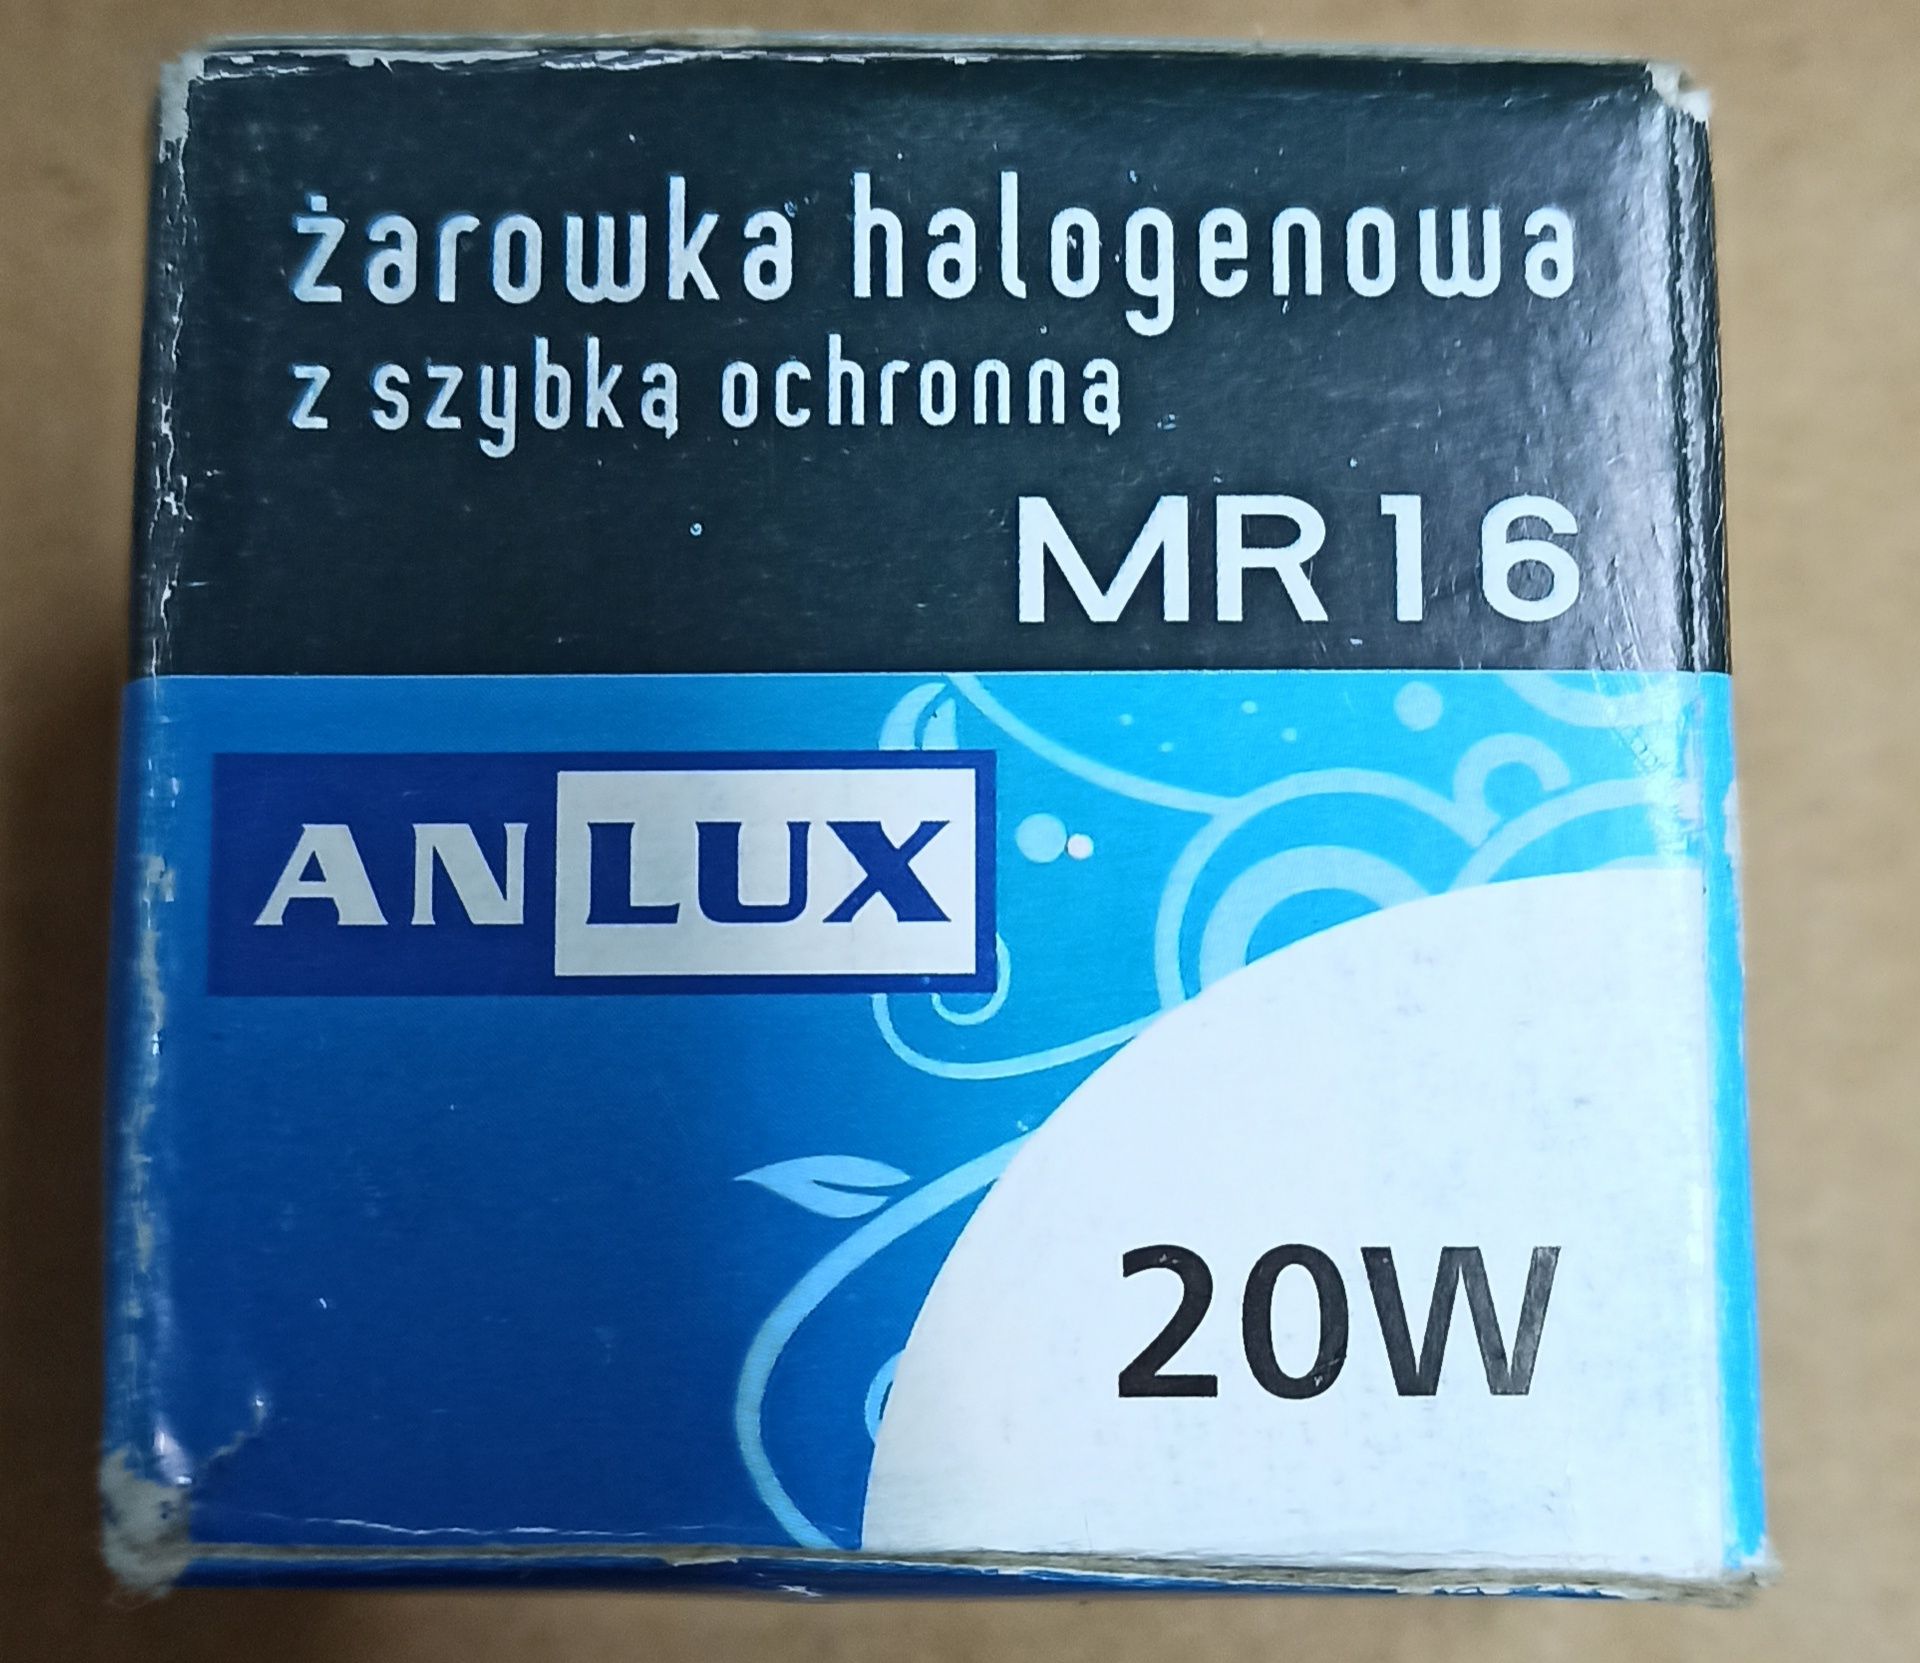 żarowka halogenowa
z szybką ochronną
MR16
ANLUX
20W